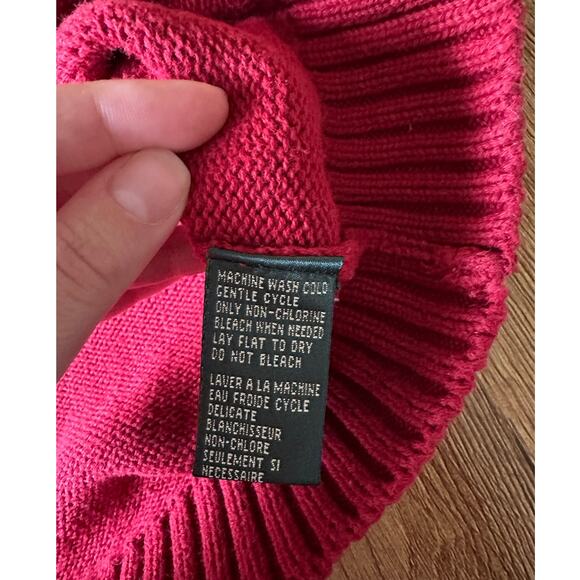 MACHINE WASH COLD
GENTLE CYCLE
ONLY NON-CHLORINE
BLEACH WHEN NEEDED
LAY FLAT TO DRY
DO NOT BLEACH
LAVER A LA MACHINE
EAU FROIDE CYCLE
DELICATE
BLANCHISSEUR
NON-CHLORE
SEULEMENT SI
NECESSAIRE